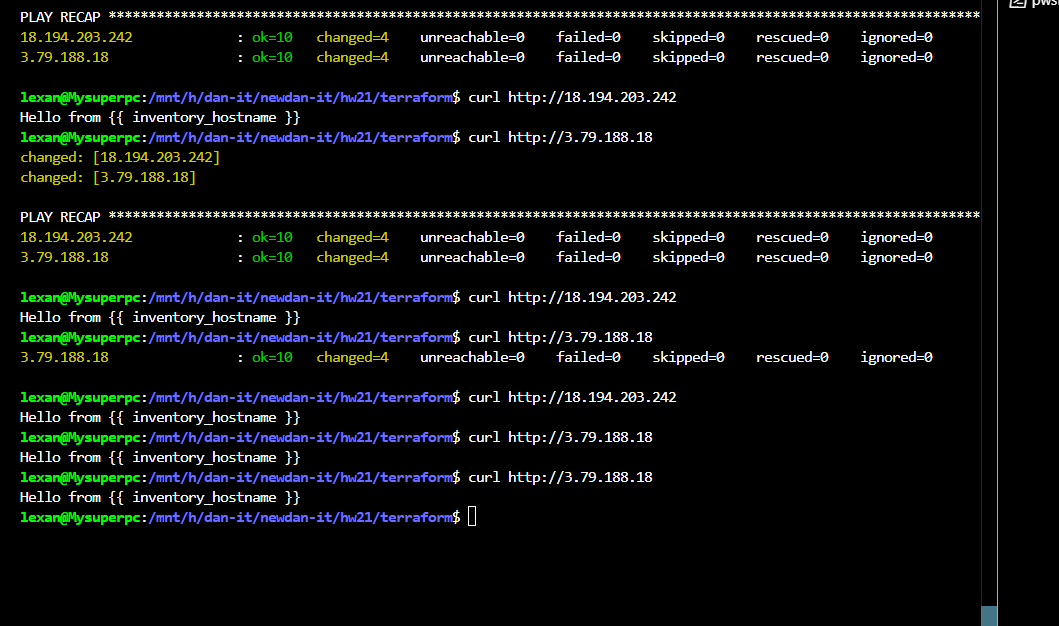 pwsh
PLAY RECAP *************************************************************************************************************
18.194.203.242             : ok=10   changed=4    unreachable=0    failed=0    skipped=0    rescued=0    ignored=0
3.79.188.18                : ok=10   changed=4    unreachable=0    failed=0    skipped=0    rescued=0    ignored=0
lexan@Mysuperpc:/mnt/h/dan-it/newdan-it/hw21/terraform$ curl http://18.194.203.242
Hello from {{ inventory_hostname }}
lexan@Mysuperpc:/mnt/h/dan-it/newdan-it/hw21/terraform$ curl http://3.79.188.18
changed: [18.194.203.242]
changed: [3.79.188.18]
PLAY RECAP *************************************************************************************************************
18.194.203.242             : ok=10   changed=4    unreachable=0    failed=0    skipped=0    rescued=0    ignored=0
3.79.188.18                : ok=10   changed=4    unreachable=0    failed=0    skipped=0    rescued=0    ignored=0
lexan@Mysuperpc:/mnt/h/dan-it/newdan-it/hw21/terraform$ curl http://18.194.203.242
Hello from {{ inventory_hostname }}
lexan@Mysuperpc:/mnt/h/dan-it/newdan-it/hw21/terraform$ curl http://3.79.188.18
3.79.188.18                : ok=10   changed=4    unreachable=0    failed=0    skipped=0    rescued=0    ignored=0
lexan@Mysuperpc:/mnt/h/dan-it/newdan-it/hw21/terraform$ curl http://18.194.203.242
Hello from {{ inventory_hostname }}
lexan@Mysuperpc:/mnt/h/dan-it/newdan-it/hw21/terraform$ curl http://3.79.188.18
Hello from {{ inventory_hostname }}
lexan@Mysuperpc:/mnt/h/dan-it/newdan-it/hw21/terraform$ curl http://3.79.188.18
Hello from {{ inventory_hostname }}
lexan@Mysuperpc:/mnt/h/dan-it/newdan-it/hw21/terraform$